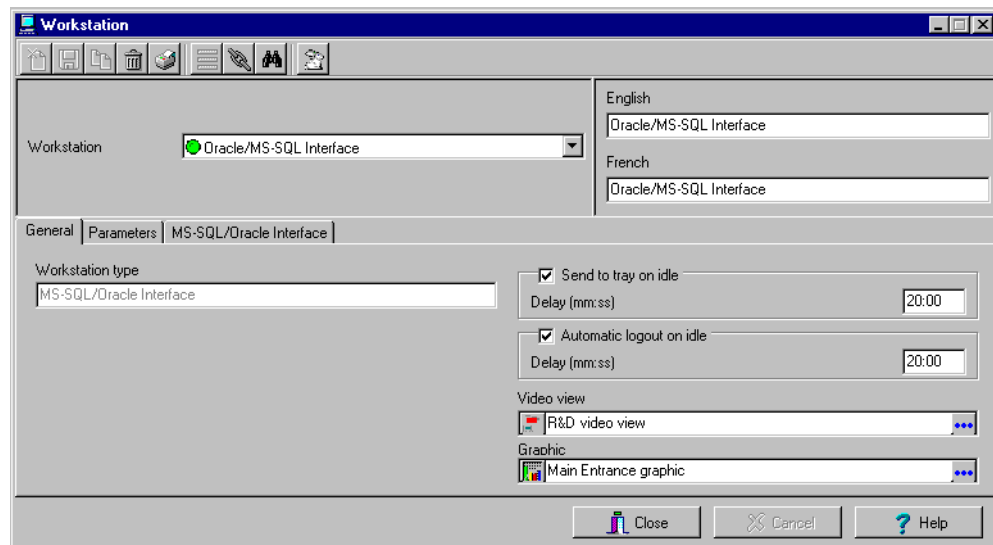 Workstation
Workstation
Oracle/MS-SQL Interface
English
Oracle/MS-SQL Interface
French
Oracle/MS-SQL Interface
General Parameters MS-SQL/Oracle Interface
Workstation type
MS-SQL/Oracle Interface
Send to tray on idle
Delay (mm:ss) 20:00
Automatic logout on idle
Delay (mm:ss) 20:00
Video view
R&D video view
Graphic
Main Entrance graphic
Close Cancel Help